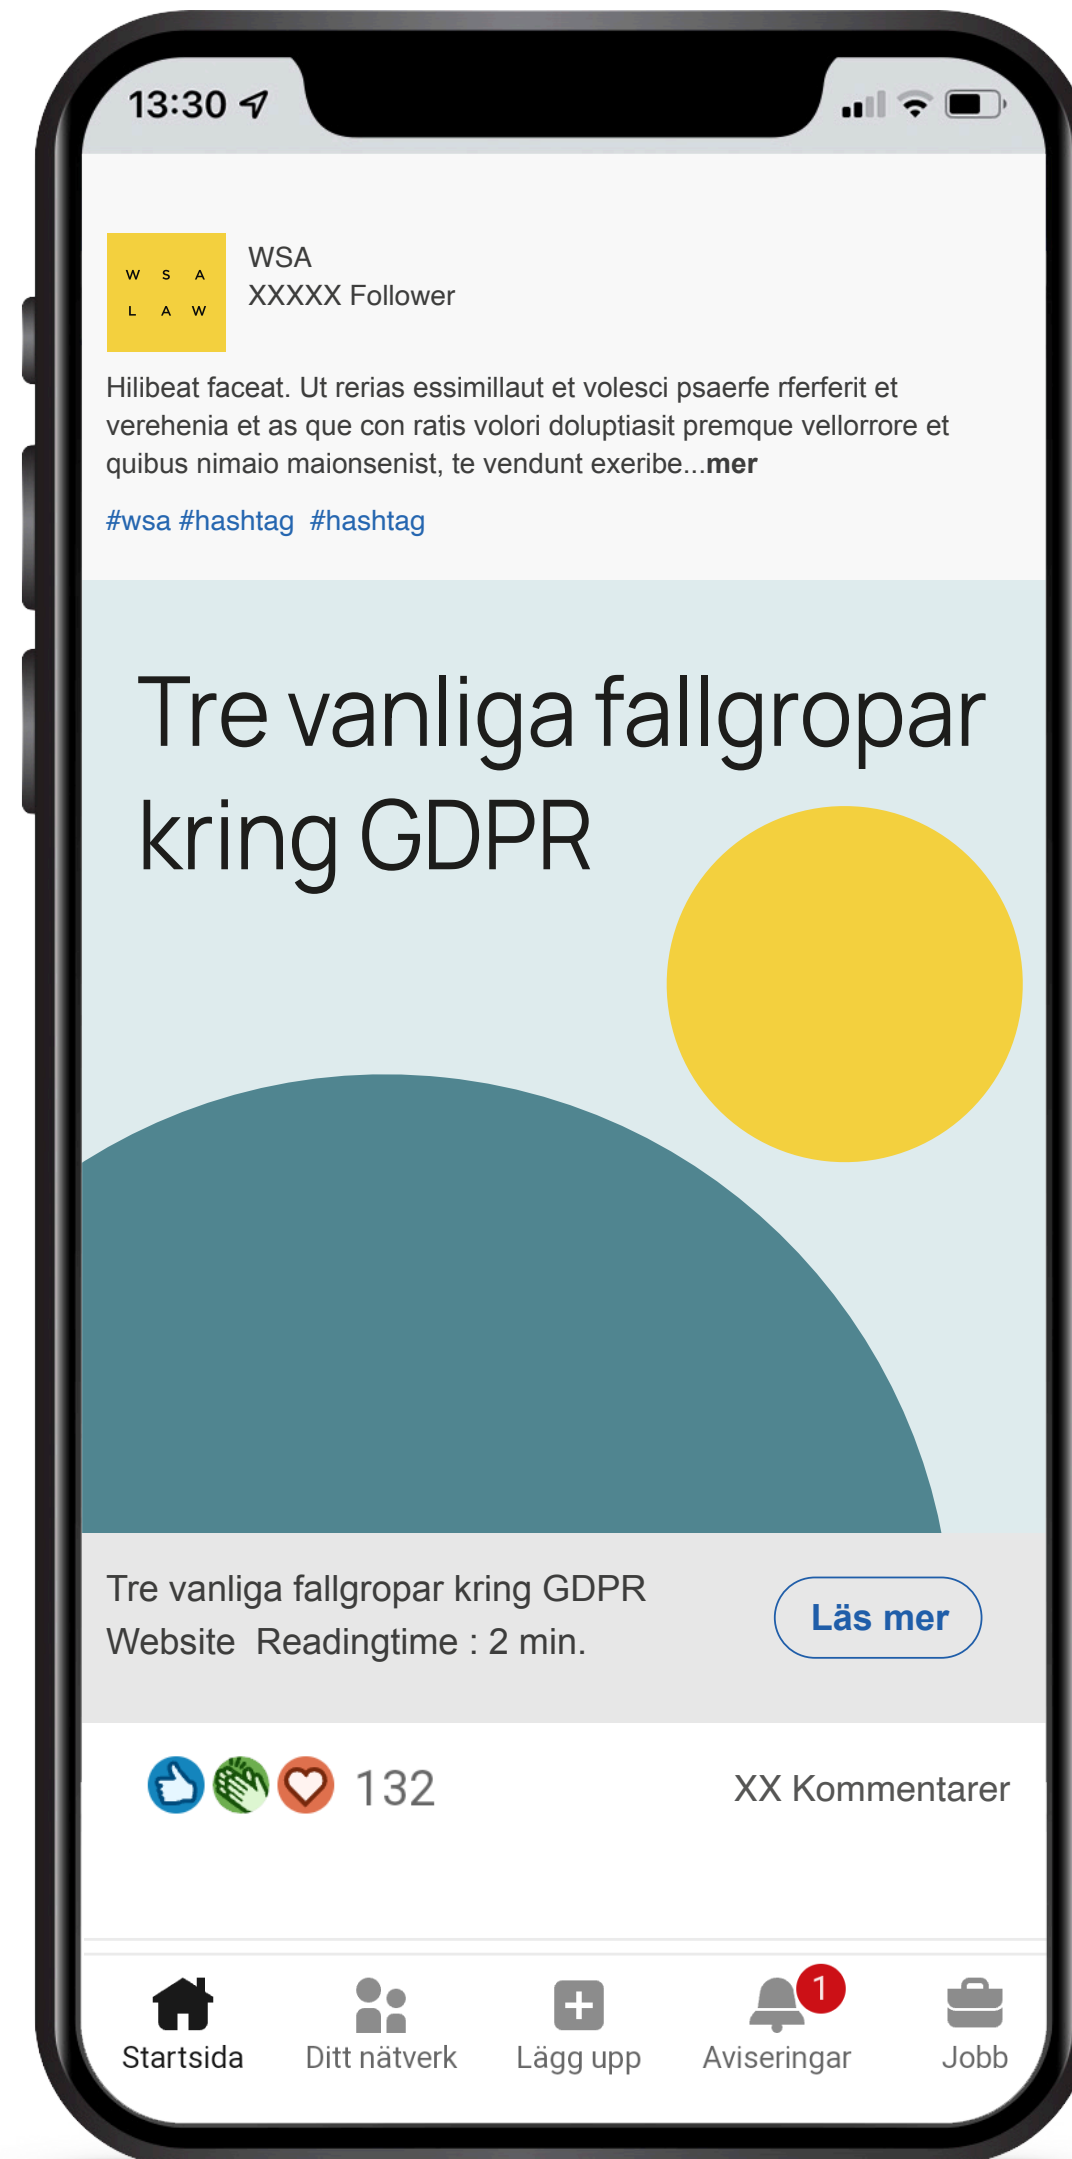 13:30
W S A
L A W
WSA
XXXXX Follower
Hilibeat faceat. Ut rerias essimillaut et volesci psaerfe rferferit et
verehenia et as que con ratis volori doluptiasit premque vellorrore et
quibus nimaio maionsenist, te vendunt exeribe...mer
#wsa #hashtag #hashtag
Tre vanliga fallgropar
kring GDPR
Tre vanliga fallgropar kring GDPR
Website Readingtime : 2 min.
Läs mer
132
XX Kommentarer
1
Startsida
Ditt nätverk
Lägg upp
Aviseringar
Jobb